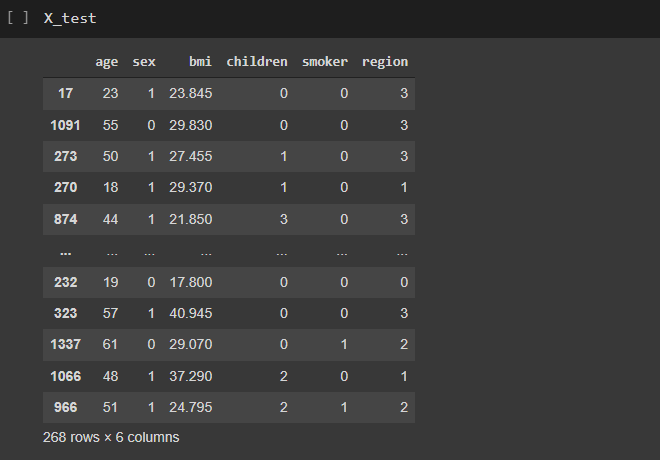 [ ] X_test
age sex bmi children smoker region
17 23 1 23.845 0 0 3
1091 55 0 29.830 0 0 3
273 50 1 27.455 1 0 3
270 18 1 29.370 1 0 1
874 44 1 21.850 3 0 3
... ... ... ... ... ... ...
232 19 0 17.800 0 0 0
323 57 1 40.945 0 0 3
1337 61 0 29.070 0 1 2
1066 48 1 37.290 2 0 1
966 51 1 24.795 2 1 2
268 rows × 6 columns